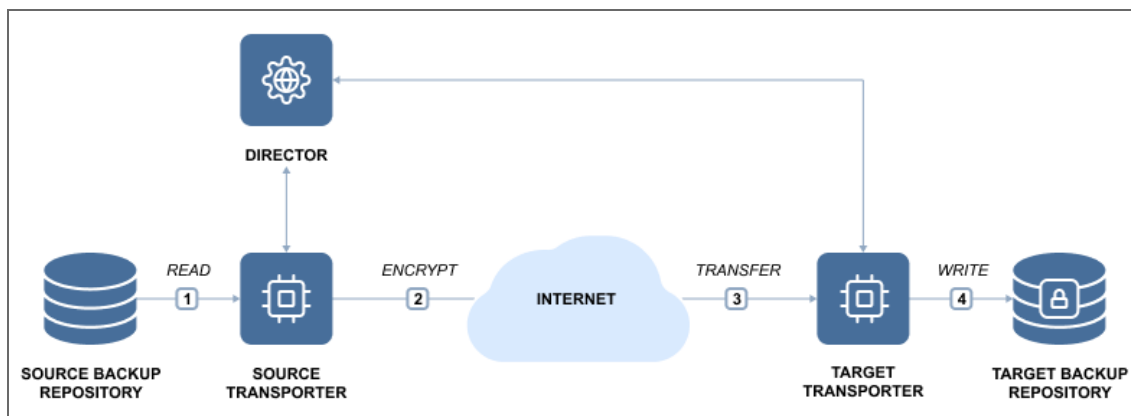 DIRECTOR
READ
1
ENCRYPT
2
INTERNET
TRANSFER
3
WRITE
4
SOURCE BACKUP
REPOSITORY
SOURCE
TRANSPORTER
TARGET
TRANSPORTER
TARGET BACKUP
REPOSITORY